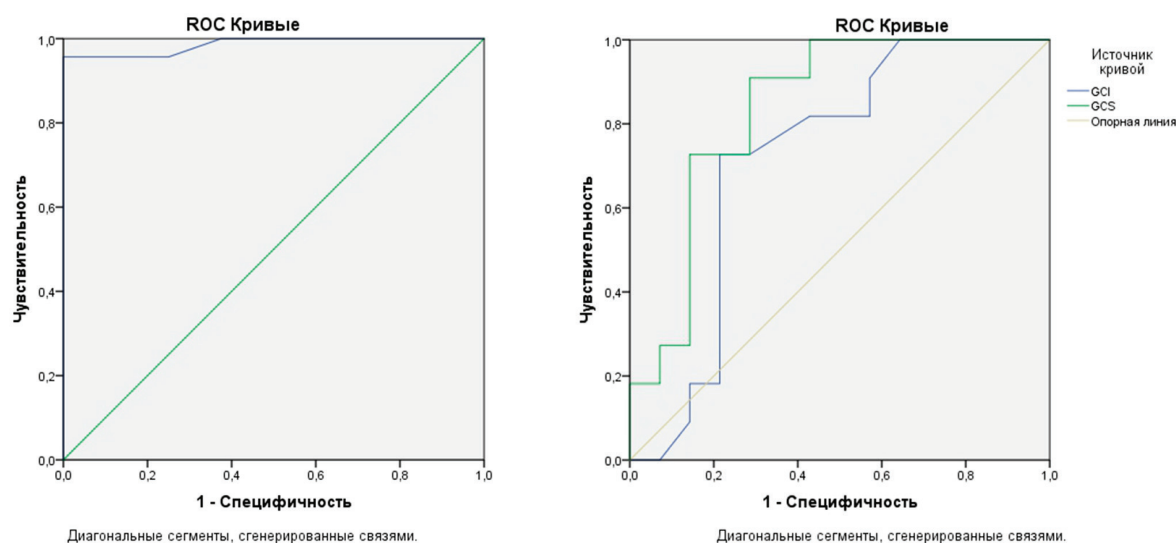 ROC Кривые
1,0
0,8
0,6
0,4
0,2
0,0
Чувствительность
0,0
0,2
0,4
0,6
0,8
1,0
1 - Специфичность
Диагональные сегменты, сгенерированные связями.
ROC Кривые
1,0
0,8
0,6
0,4
0,2
0,0
Чувствительность
0,0
0,2
0,4
0,6
0,8
1,0
1 - Специфичность
Источник
кривой
GCI
GCS
Опорная линия
Диагональные сегменты, сгенерированные связями.